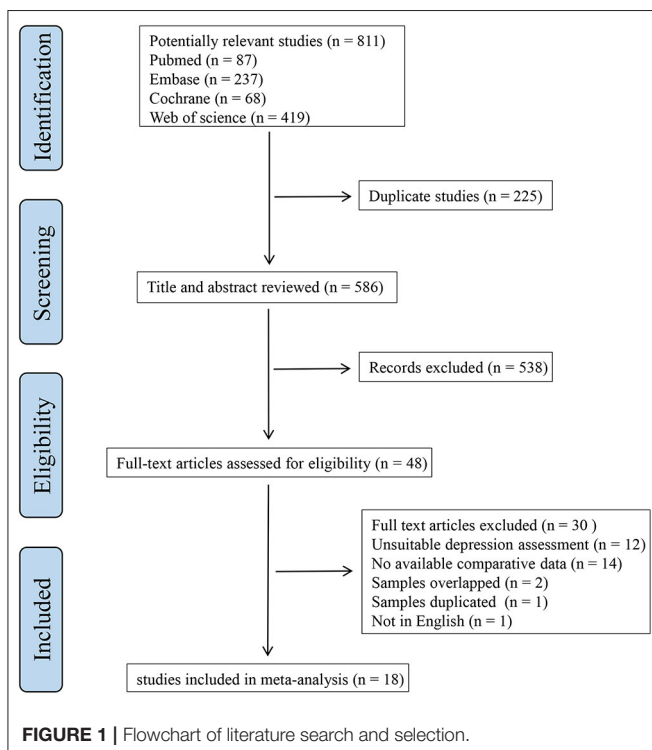 Identification
Potentially relevant studies (n = 811)
Pubmed (n = 87)
Embase (n = 237)
Cochrane (n = 68)
Web of science (n = 419)
Duplicate studies (n = 225)
Screening
Title and abstract reviewed (n = 586)
Records excluded (n = 538)
Eligibility
Full-text articles assessed for eligibility (n = 48)
Full text articles excluded (n = 30 )
Unsuitable depression assessment (n = 12)
No available comparative data (n = 14)
Samples overlapped (n = 2)
Samples duplicated (n = 1)
Not in English (n = 1)
Included
studies included in meta-analysis (n = 18)
FIGURE 1 | Flowchart of literature search and selection.